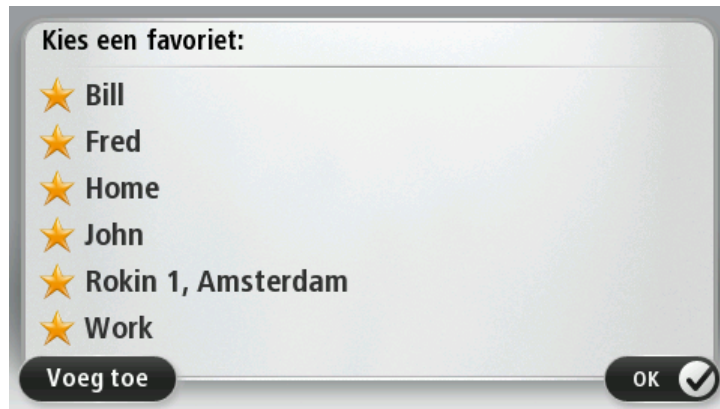 Kies een favoriet:
Bill
Fred
Home
John
Rokin 1, Amsterdam
Work
Voeg toe
OK